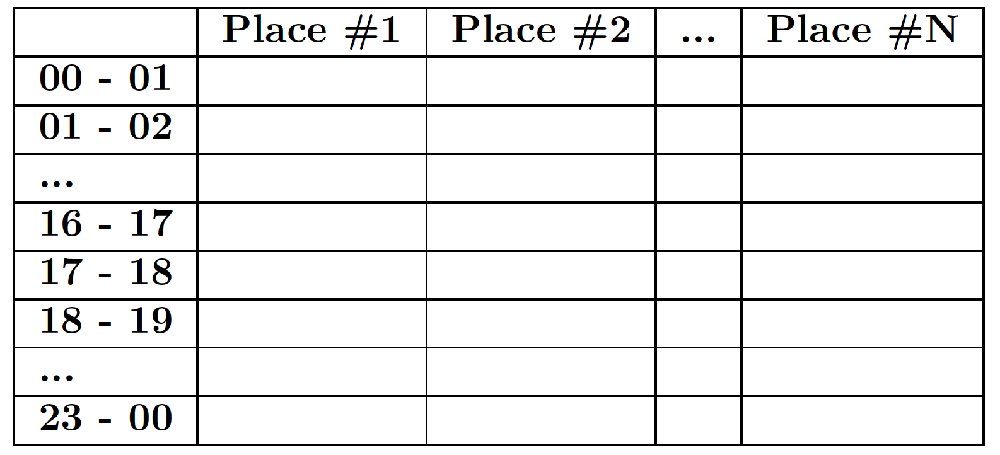 Place #1 Place #2 ... Place #N
00 - 01
01 - 02
...
16 - 17
17 - 18
18 - 19
...
23 - 00